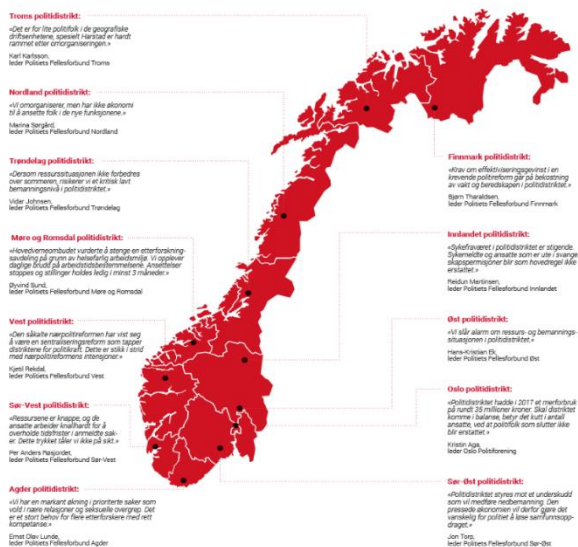 Troms politidistrikt:
«Det er for lite politifolk i de geografiske
driftsenhetene, spesielt Harstad er hardt
rammet etter omorganiseringen.»
Karl Karlsson,
leder Politiets Fellesforbund Troms
Nordland politidistrikt:
«Vi omorganiserer, men har ikke økonomi
til å ansette folk i de nye funksjonene.»
Marina Sørgård,
leder Politiets Fellesforbund Nordland
Trøndelag politidistrikt:
«Dersom ressurssituasjonen ikke forbedres
over sommeren, risikerer vi et kritisk lavt
bemanningsnivå i politidistriktet.»
Vidar Johnsen,
leder Politiets Fellesforbund Trøndelag
Møre og Romsdal politidistrikt:
«Hovedverneombudet vurderte å stenge en etterforskning-
savdeling på grunn av helsefarlig arbeidsmiljø. Vi opplever
daglige brudd på arbeidstidsbestemmelsene. Ansettelser
stoppes og stillinger holdes ledig i minst 3 måneder.»
Øyvind Sund,
leder Politiets Fellesforbund Møre og Romsdal
Vest politidistrikt:
«Den såkalte nærpolitireformen har vist seg
å være en sentraliseringsreform som tapper
distriktene for politikraft. Dette er stikk i strid
med nærpolitireformens intensjoner.»
Kjetil Rekdal,
leder Politiets Fellesforbund Vest
Sør-Vest politidistrikt:
«Ressursene er knappe, og de
ansatte arbeider knallhardt for å
overholde tidsfrister i anmeldte sak-
er. Dette trykket tåler vi ikke på sikt.»
Per Anders Røsjordet,
leder Politiets Fellesforbund Sør-Vest
Agder politidistrikt:
«Vi har en markant økning i prioriterte saker som
vold i nære relasjoner og seksuelle overgrep. Det
er et stort behov for flere etterforskere med rett
kompetanse.»
Ernst Olav Lunde,
leder Politiets Fellesforbund Agder
Finnmark politidistrikt:
«Krav om effektiviseringsgevinst i en
krevende politireform går på bekostning
av vakt og beredskapen i politidistriktet.»
Bjørn Tharaldsen,
leder Politiets Fellesforbund Finnmark
Innlandet politidistrikt:
«Sykefraværet i politidistriktet er stigende.
Sykemeldte og ansatte som er ute i svanger-
skapspermisjoner blir som hovedregel ikke
erstattet.»
Reidun Martinsen,
leder Politiets Fellesforbund Innlandet
Øst politidistrikt:
«Vi slår alarm om ressurs- og bemannings-
situasjonen i politidistriktet.»
Hans-Kristian Ek,
leder Politiets Fellesforbund Øst
Oslo politidistrikt:
«Politidistriktet hadde i 2017 et merforbruk
på rundt 35 millioner kroner. Skal distriktet
komme i balanse, betyr det kutt i antall
ansatte, ved at politifolk som slutter ikke
blir erstattet.»
Kristin Aga,
leder Oslo Politiforening
Sør-Øst politidistrikt:
«Politidistriktet styres mot et underskudd
som vil medføre nedbemanning. Den
pressede økonomien vil derfor gjøre det
vanskelig for politiet å løse samfunnsopp-
draget.»
Jon Torp,
leder Politiets Fellesforbund Sør-Øst